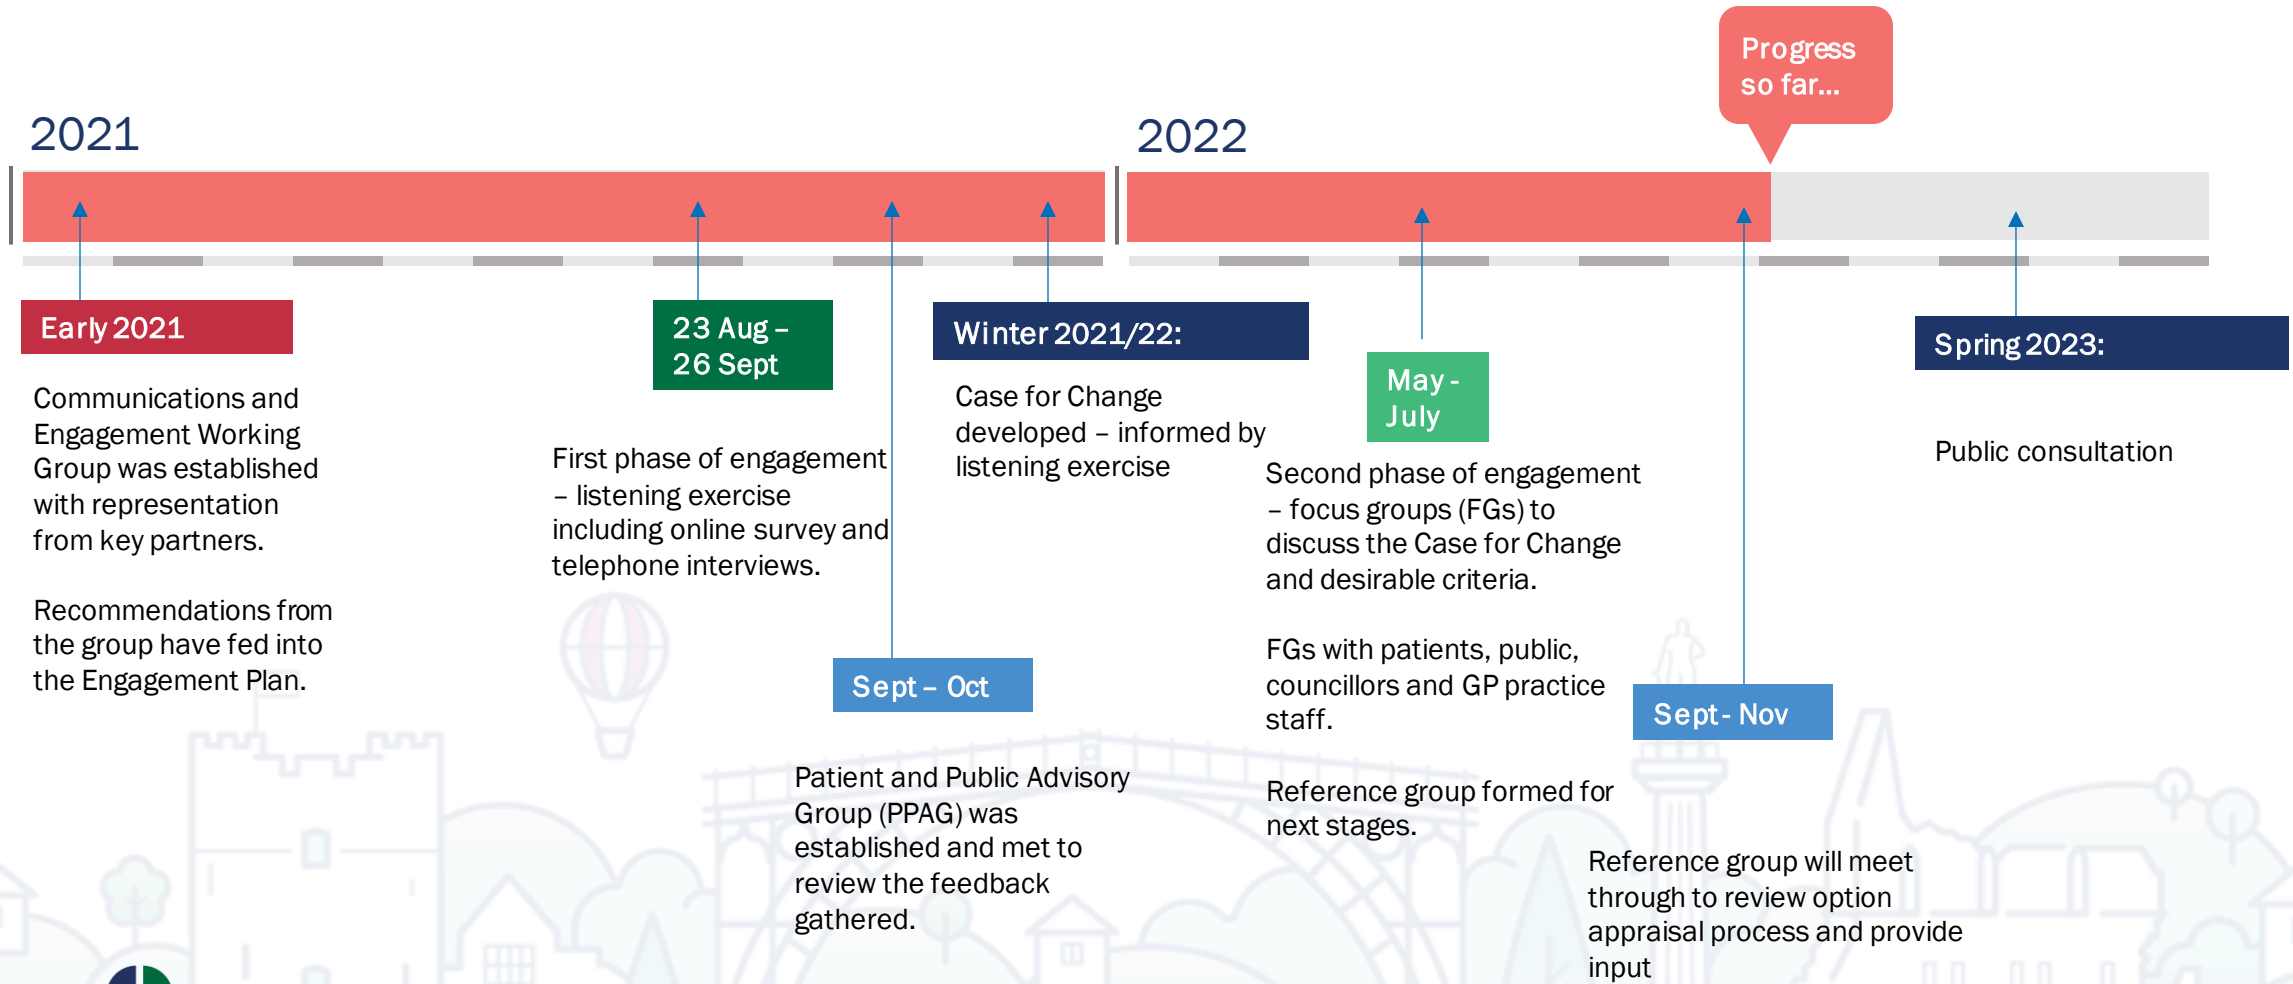 Progress
so far...
2021
2022
Early 2021
Communications and
Engagement Working
Group was established
with representation
from key partners.
Recommendations from
the group have fed into
the Engagement Plan.
23 Aug –
26 Sept
First phase of engagement
– listening exercise
including online survey and
telephone interviews.
Sept – Oct
Patient and Public Advisory
Group (PPAG) was
established and met to
review the feedback
gathered.
Winter 2021/22:
Case for Change
developed – informed by
listening exercise
May -
July
Second phase of engagement
– focus groups (FGs) to
discuss the Case for Change
and desirable criteria.
FGs with patients, public,
councillors and GP practice
staff.
Reference group formed for
next stages.
Sept - Nov
Reference group will meet
through to review option
appraisal process and provide
input
Spring 2023:
Public consultation